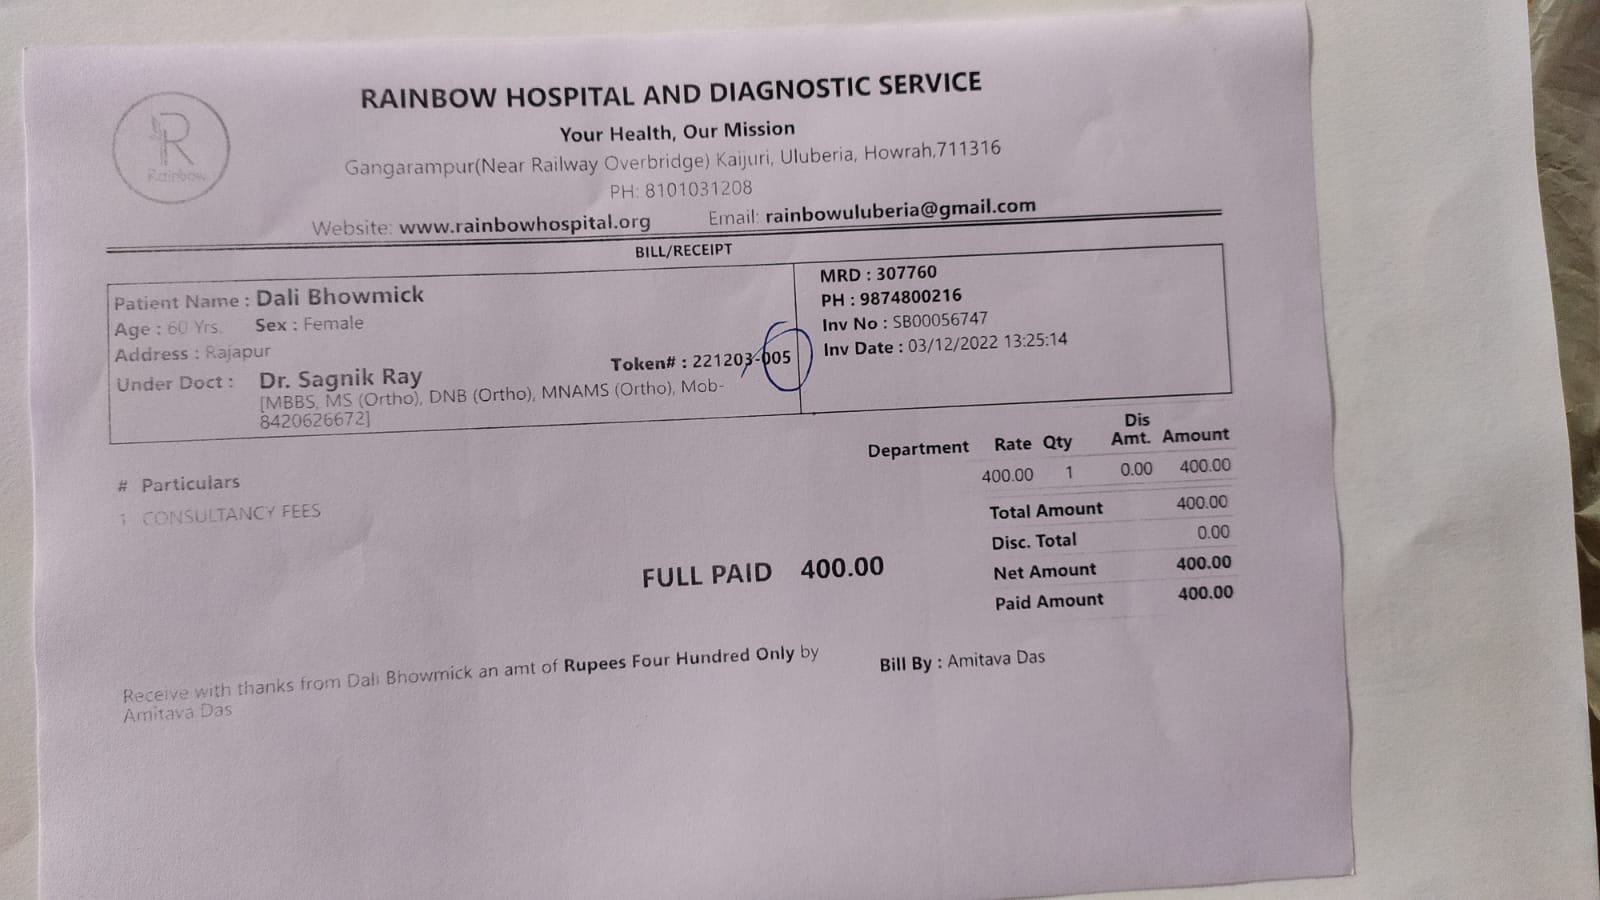 RAINBOW HOSPITAL AND DIAGNOSTIC SERVICE
R
Rainbow
Your Health, Our Mission
Gangarampur(Near Railway Overbridge) Kaijuri, Uluberia, Howrah,711316
PH: 8101031208
Website: www.rainbowhospital.org Email: rainbowuluberia@gmail.com
BILL/RECEIPT
Patient Name : Dali Bhowmick
Age : 60 Yrs. Sex : Female
Address : Rajapur
Token# : 221203-005
Under Doct : Dr. Sagnik Ray
[MBBS, MS (Ortho), DNB (Ortho), MNAMS (Ortho), Mob-
8420626672]
MRD : 307760
PH : 9874800216
Inv No : SB00056747
Inv Date : 03/12/2022 13:25:14
# Particulars Department Rate Qty Dis Amt. Amount
1 CONSULTANCY FEES 400.00 1 0.00 400.00
Total Amount 400.00
Disc. Total 0.00
Net Amount 400.00
Paid Amount 400.00
FULL PAID 400.00
Receive with thanks from Dali Bhowmick an amt of Rupees Four Hundred Only by
Amitava Das
Bill By : Amitava Das